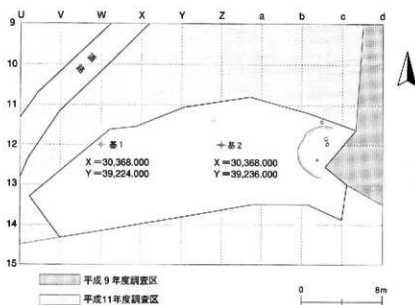 U V W X Y Z a b c d
9
10
11
12
13
14
15
道路
基1
X＝30,368.000
Y＝39,224.000
基2
X＝30,368.000
Y＝39,236.000
平成9年度調査区
平成11年度調査区
0 8m